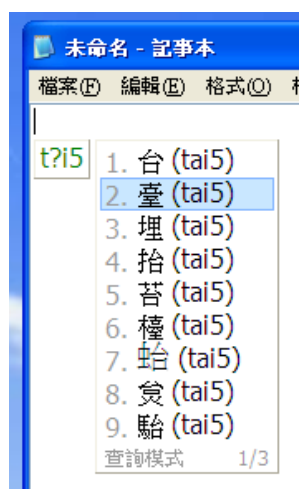 未命名 - 記事本
檔案(F) 編輯(E) 格式(O)
t?i5
1. 台 (tai5)
2. 臺 (tai5)
3. 埋 (tai5)
4. 抬 (tai5)
5. 苔 (tai5)
6. 檯 (tai5)
7. 𧉟 (tai5)
8. 炱 (tai5)
9. 駘 (tai5)
查詢模式 1/3